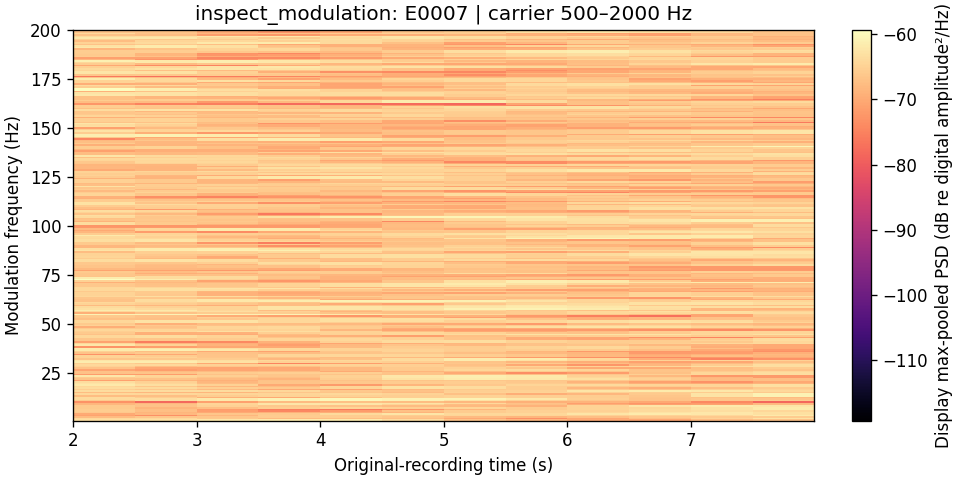 inspect_modulation: E0007 | carrier 500–2000 Hz
200
175
150
125
100
75
50
25
Modulation frequency (Hz)
2 3 4 5 6 7
Original-recording time (s)
−60
−70
−80
−90
−100
−110
Display max-pooled PSD (dB re digital amplitude²/Hz)